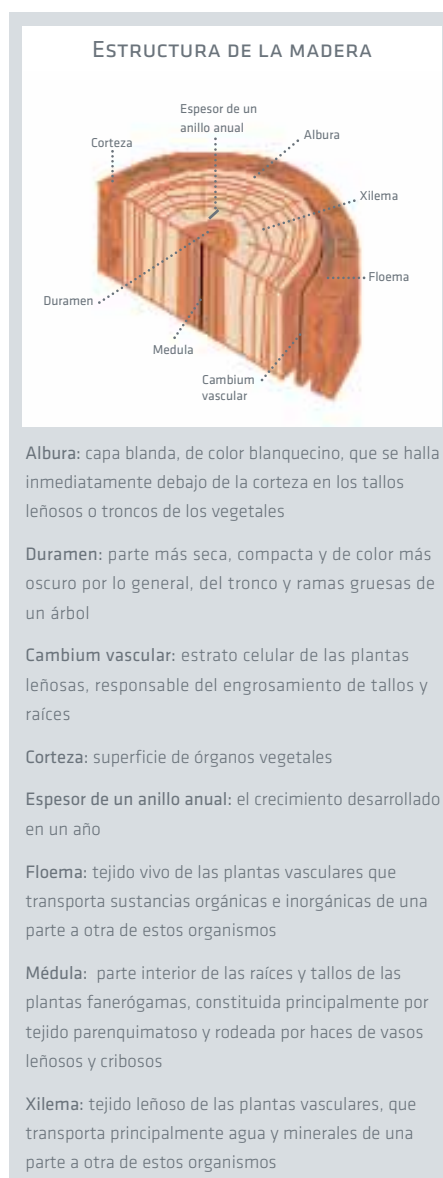 Estructura de la madera
Espesor de un
anillo anual
Corteza
Albura
Xilema
Floema
Duramen
Medula
Cambium
vascular
Albura: capa blanda, de color blanquecino, que se halla
inmediatamente debajo de la corteza en los tallos
leñosos o troncos de los vegetales
Duramen: parte más seca, compacta y de color más
oscuro por lo general, del tronco y ramas gruesas de
un árbol
Cambium vascular: estrato celular de las plantas
leñosas, responsable del engrosamiento de tallos y
raíces
Corteza: superficie de órganos vegetales
Espesor de un anillo anual: el crecimiento desarrollado
en un año
Floema: tejido vivo de las plantas vasculares que
transporta sustancias orgánicas e inorgánicas de una
parte a otra de estos organismos
Médula: parte interior de las raíces y tallos de las
plantas fanerógamas, constituida principalmente por
tejido parenquimatoso y rodeada por haces de vasos
leñosos y cribosos
Xilema: tejido leñoso de las plantas vasculares, que
transporta principalmente agua y minerales de una
parte a otra de estos organismos